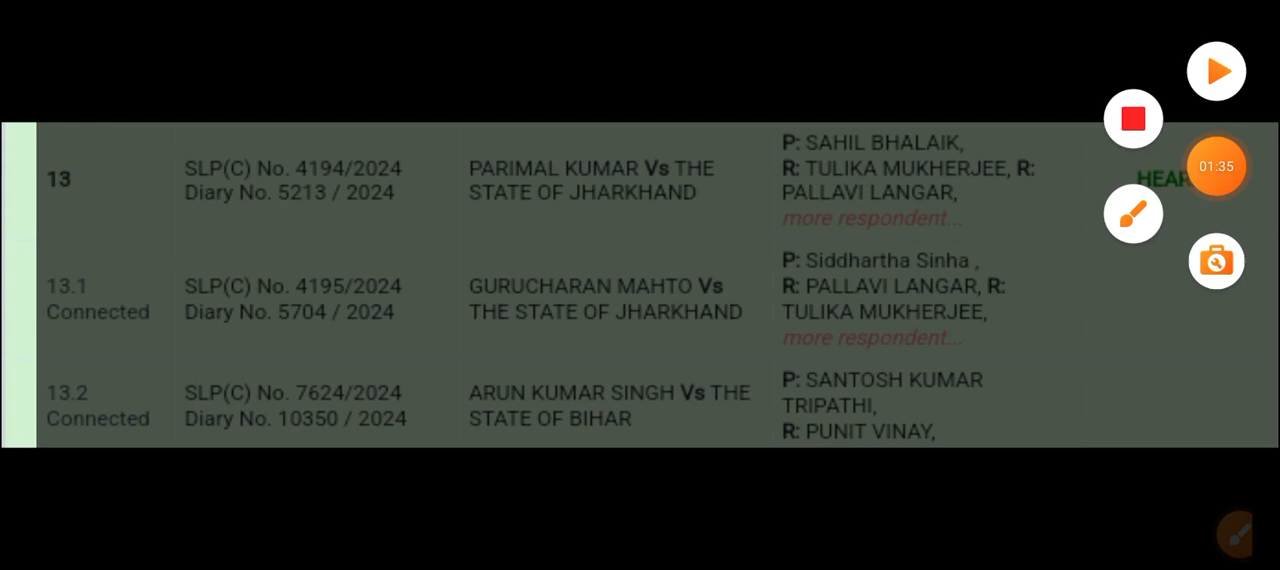 13
SLP(C) No. 4194/2024
Diary No. 5213 / 2024
PARIMAL KUMAR Vs THE
STATE OF JHARKHAND
P: SAHIL BHALAIK,
R: TULIKA MUKHERJEE, R:
PALLAVI LANGAR,
more respondent...
01:35
13.1
Connected
SLP(C) No. 4195/2024
Diary No. 5704 / 2024
GURUCHARAN MAHTO Vs
THE STATE OF JHARKHAND
P: Siddhartha Sinha ,
R: PALLAVI LANGAR, R:
TULIKA MUKHERJEE,
more respondent...
13.2
Connected
SLP(C) No. 7624/2024
Diary No. 10350 / 2024
ARUN KUMAR SINGH Vs THE
STATE OF BIHAR
P: SANTOSH KUMAR
TRIPATHI,
R: PUNIT VINAY,